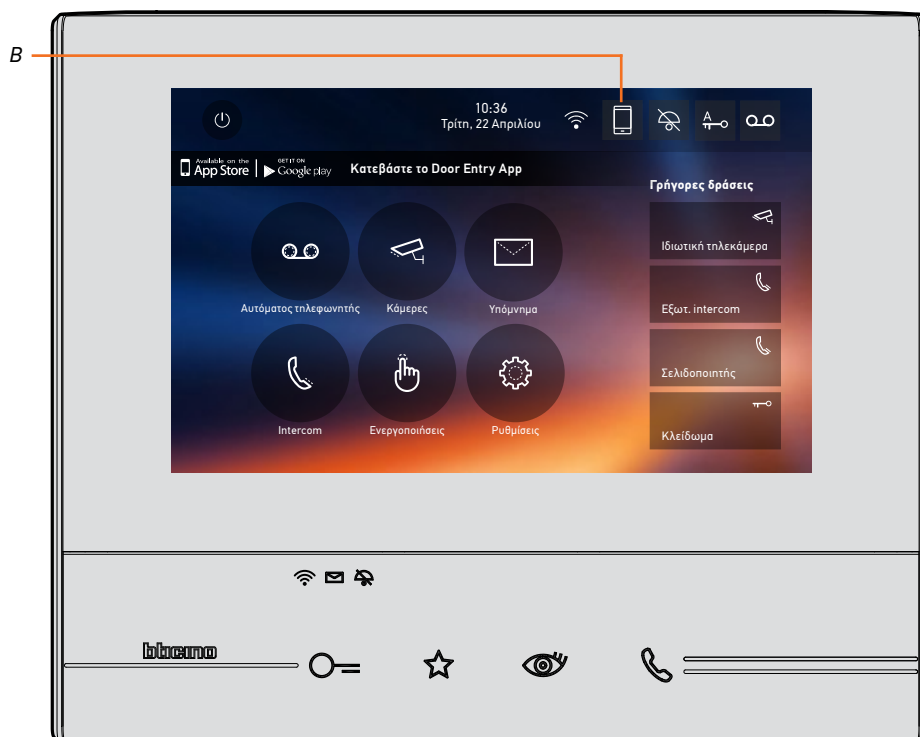 B
10:36
Τρίτη, 22 Απριλίου
A
Available on the
App Store
GET IT ON
Google play
Κατεβάστε το Door Entry App
Γρήγορες δράσεις
Ιδιωτική τηλεκάμερα
Εξωτ. intercom
Σελιδοποιητής
Κλείδωμα
Αυτόματος τηλεφωνητής
Κάμερες
Υπόμνημα
Intercom
Ενεργοποιήσεις
Ρυθμίσεις
bticino